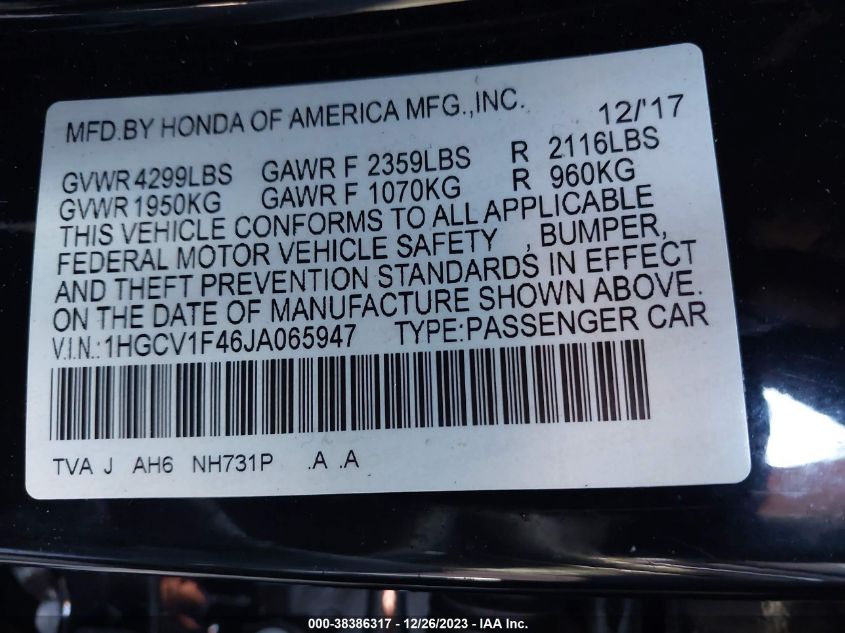 MFD.BY HONDA OF AMERICA MFG.,INC. 12/'17
GVWR 4299LBS GAWR F 2359LBS R 2116LBS
GVWR 1950KG GAWR F 1070KG R 960KG
THIS VEHICLE CONFORMS TO ALL APPLICABLE
FEDERAL MOTOR VEHICLE SAFETY , BUMPER,
AND THEFT PREVENTION STANDARDS IN EFFECT
ON THE DATE OF MANUFACTURE SHOWN ABOVE.
V.I.N.:1HGCV1F46JA065947 TYPE:PASSENGER CAR
TVA J AH6 NH731P .A .A
000-38386317 - 12/26/2023 - IAA Inc.